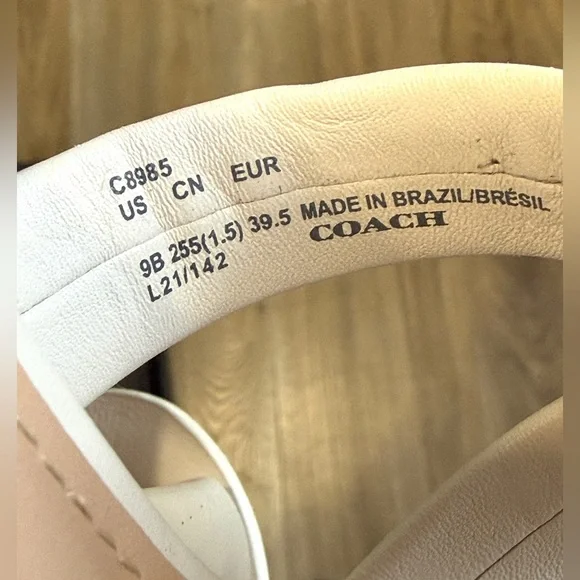 C8985
US CN EUR
9B 255(1.5) 39.5 MADE IN BRAZIL/BRÉSIL
L21/142 COACH